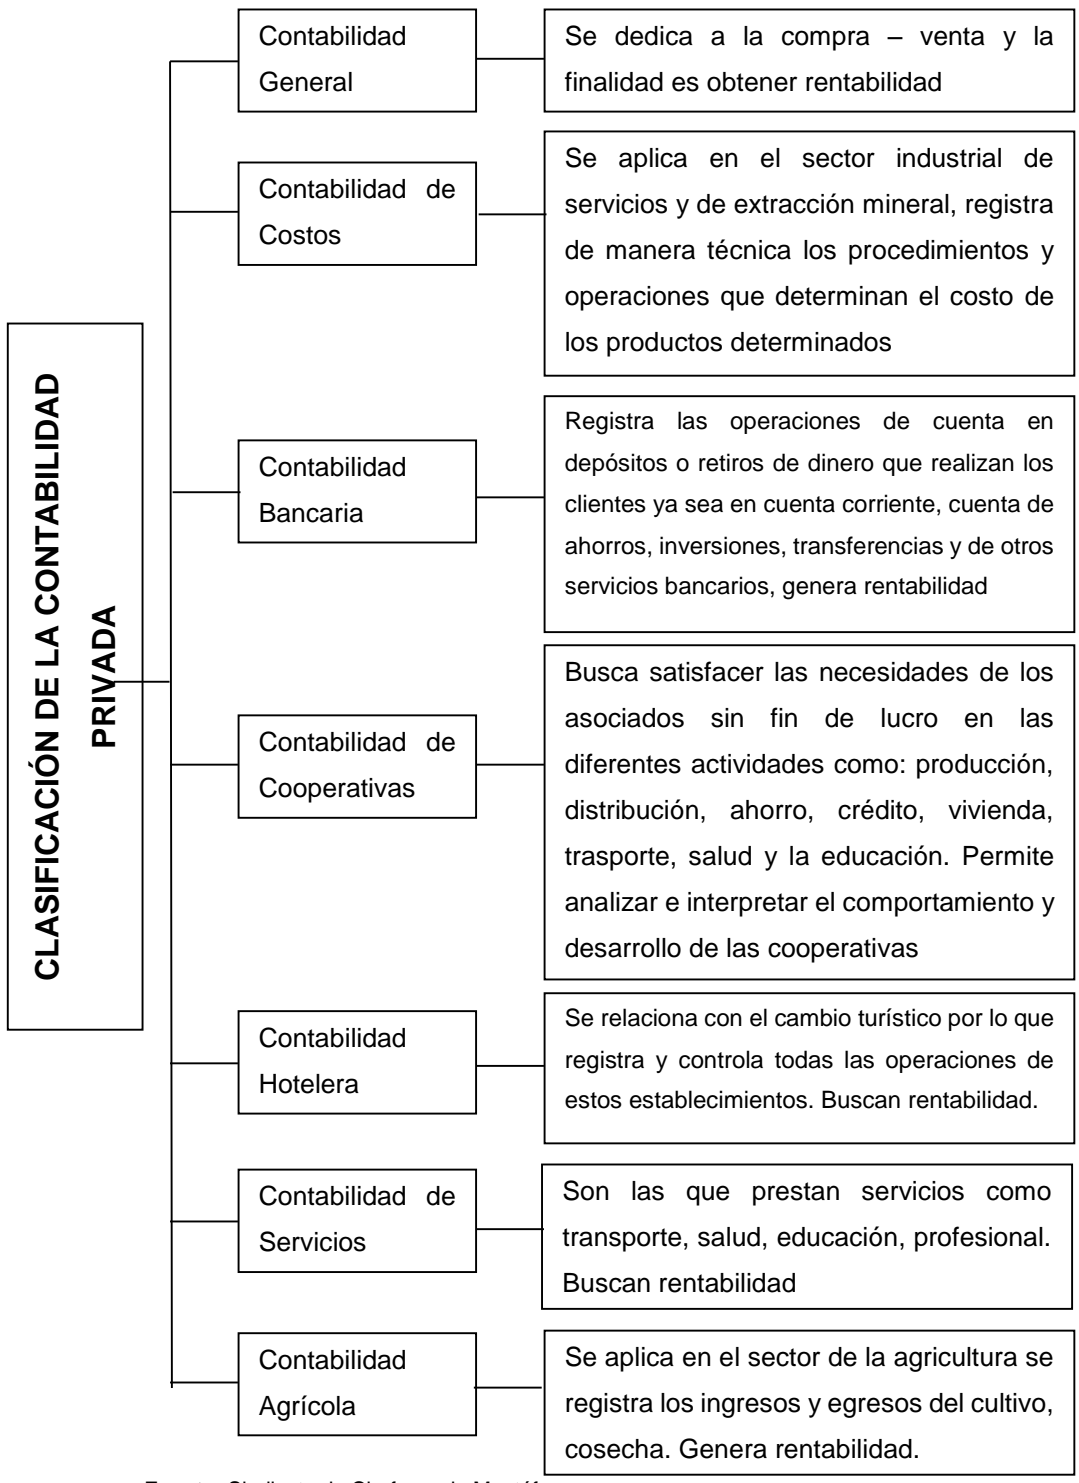 CLASIFICACIÓN DE LA CONTABILIDAD
PRIVADA
Contabilidad
General
Se dedica a la compra – venta y la
finalidad es obtener rentabilidad
Contabilidad de
Costos
Se aplica en el sector industrial de
servicios y de extracción mineral, registra
de manera técnica los procedimientos y
operaciones que determinan el costo de
los productos determinados
Contabilidad
Bancaria
Registra las operaciones de cuenta en
depósitos o retiros de dinero que realizan los
clientes ya sea en cuenta corriente, cuenta de
ahorros, inversiones, transferencias y de otros
servicios bancarios, genera rentabilidad
Contabilidad de
Cooperativas
Busca satisfacer las necesidades de los
asociados sin fin de lucro en las
diferentes actividades como: producción,
distribución, ahorro, crédito, vivienda,
trasporte, salud y la educación. Permite
analizar e interpretar el comportamiento y
desarrollo de las cooperativas
Contabilidad
Hotelera
Se relaciona con el cambio turístico por lo que
registra y controla todas las operaciones de
estos establecimientos. Buscan rentabilidad.
Contabilidad de
Servicios
Son las que prestan servicios como
transporte, salud, educación, profesional.
Buscan rentabilidad
Contabilidad
Agrícola
Se aplica en el sector de la agricultura se
registra los ingresos y egresos del cultivo,
cosecha. Genera rentabilidad.